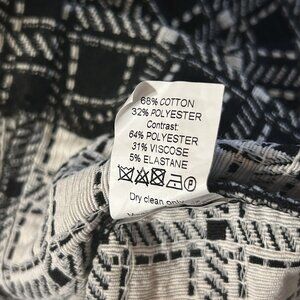 68% COTTON
32% POLYESTER
Contrast:
64% POLYESTER
31% VISCOSE
5% ELASTANE
P
Dry clean only